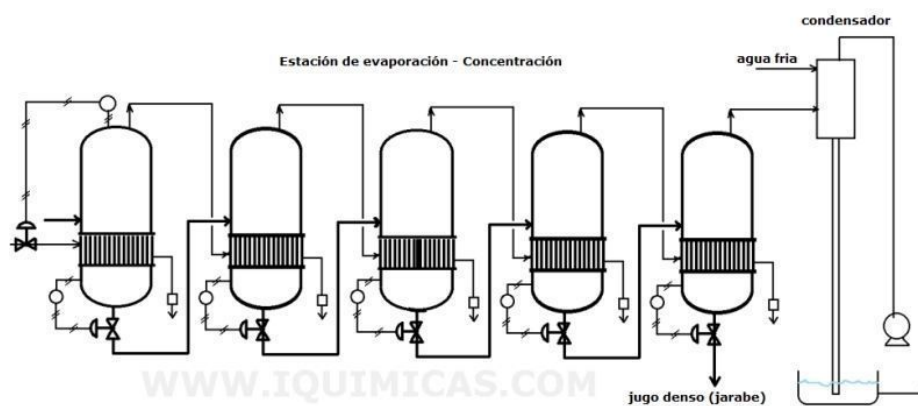 condensador
Estación de evaporación - Concentración
agua fria
WWW.IQUIMICAS.COM
jugo denso (jarabe)